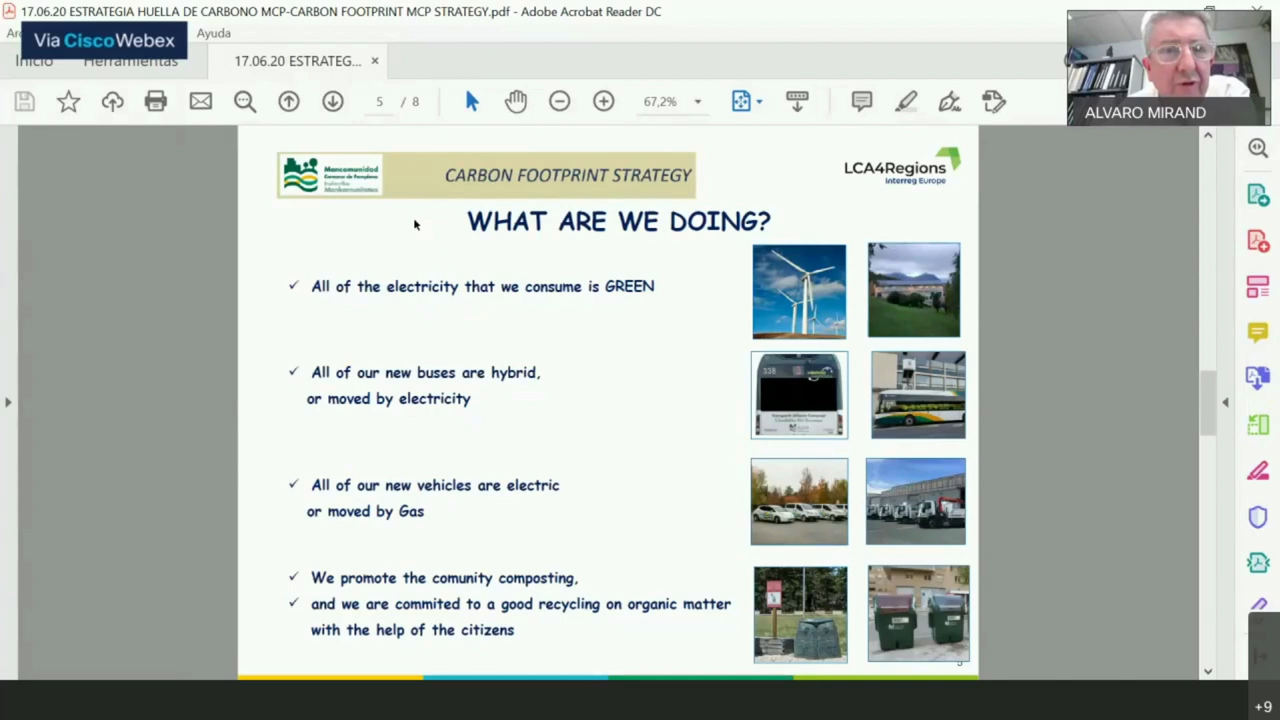 17.06.20 ESTRATEGIA HUELLA DE CARBONO MCP-CARBON FOOTPRINT MCP STRATEGY.pdf - Adobe Acrobat Reader DC
Via CiscoWebex
Ayuda
Inicio
Herramientas
17.06.20 ESTRATEG...
5 / 8
67,2%
ALVARO MIRAND
Mancomunidad
CARBON FOOTPRINT STRATEGY
LCA4Regions
Interreg Europe
WHAT ARE WE DOING?
✓ All of the electricity that we consume is GREEN
✓ All of our new buses are hybrid,
or moved by electricity
338
✓ All of our new vehicles are electric
or moved by Gas
✓ We promote the comunity composting,
✓ and we are commited to a good recycling on organic matter
with the help of the citizens
+9